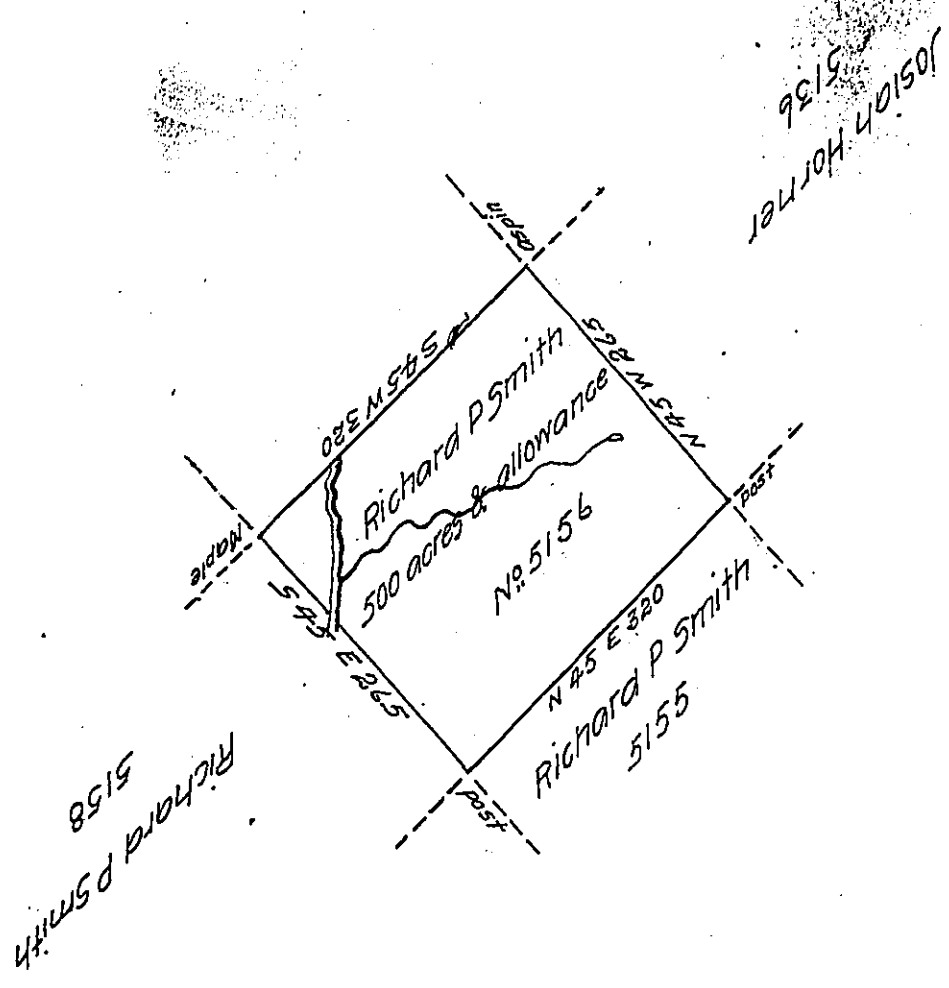 Josiah Horner
5136
aspin
S 45 W 320
N 45 W 265
Richard P Smith
500 acres & allowance
No. 5156
Maple
post
S 45 E 265
N 45 E 320
Richard P Smith
5155
post
Richard P Smith
5158